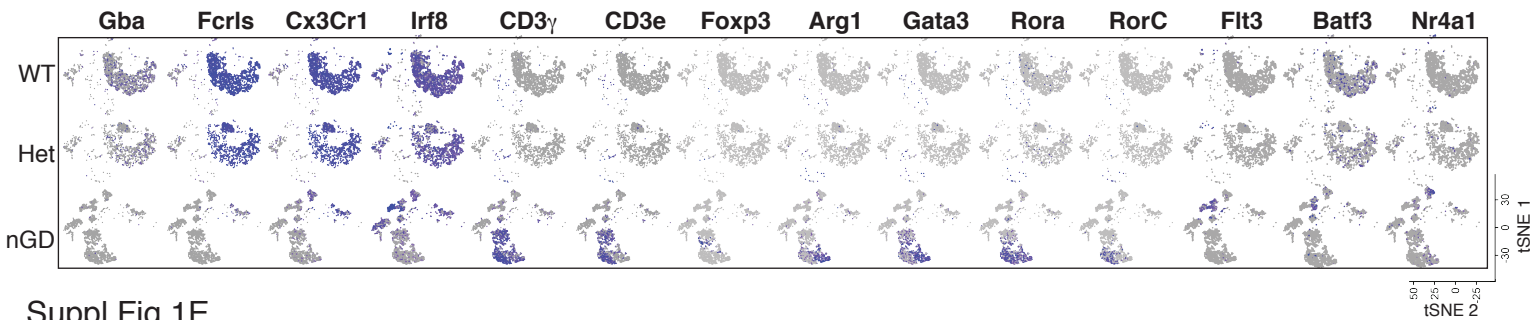 Gba Fcrls Cx3Cr1 Irf8 CD3γ CD3e Foxp3 Arg1 Gata3 Rora RorC Flt3 Batf3 Nr4a1
WT
Het
nGD
30
0
-30
tSNE 1
50 25 0 -25
tSNE 2
Suppl Fig 1E